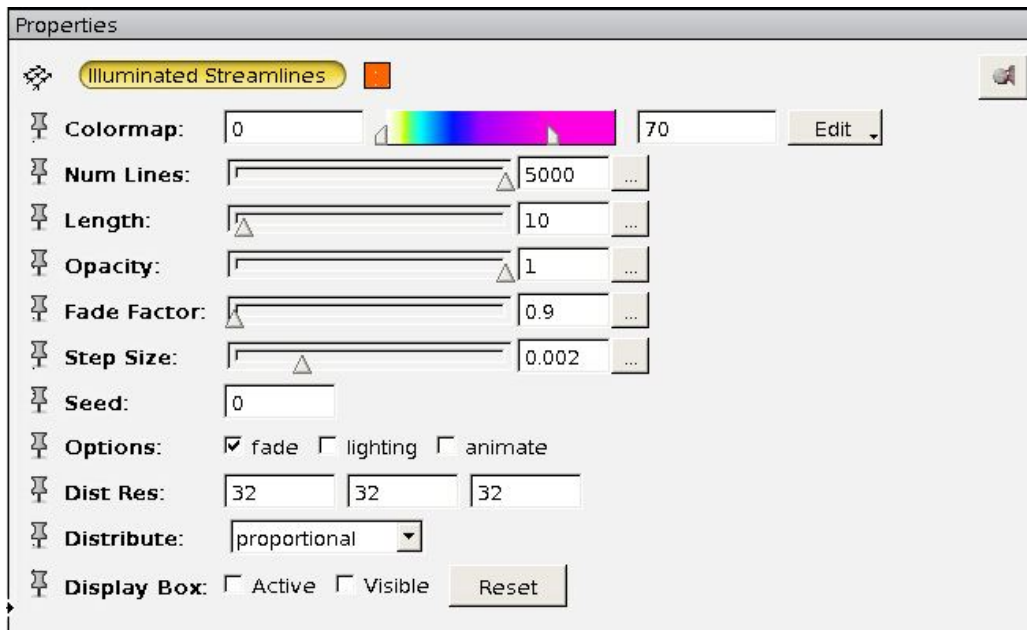 Properties
Illuminated Streamlines
Colormap: 0 70 Edit
Num Lines: 5000 ...
Length: 10 ...
Opacity: 1 ...
Fade Factor: 0.9 ...
Step Size: 0.002 ...
Seed: 0
Options: fade lighting animate
Dist Res: 32 32 32
Distribute: proportional
Display Box: Active Visible Reset